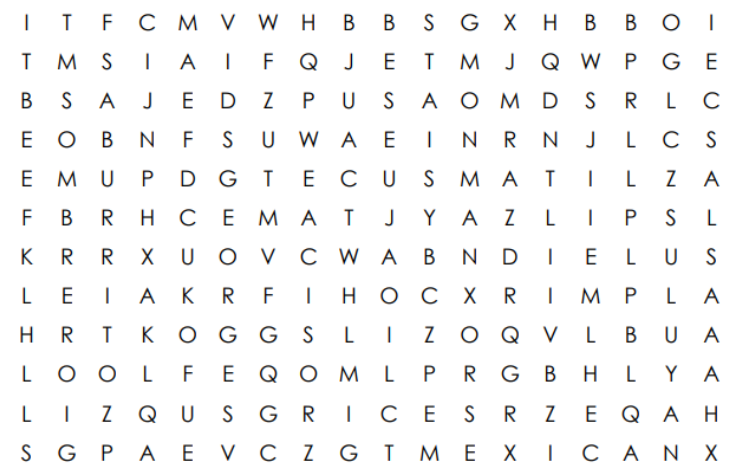 I T F C M V W H B B S G X H B B O I
T M S I A I F Q J E T M J Q W P G E
B S A J E D Z P U S A O M D S R L C
E O B N F S U W A E I N R N J L C S
E M U P D G T E C U S M A T I L Z A
F B R H C E M A T J Y A Z L I P S L
K R R X U O V C W A B N D I E L U S
L E I A K R F I H O C X R I M P L A
H R T K O G G S L I Z O Q V L B U A
L O O L F E Q O M L P R G B H L Y A
L I Z Q U S G R I C E S R Z E Q A H
S G P A E V C Z G T M E X I C A N X